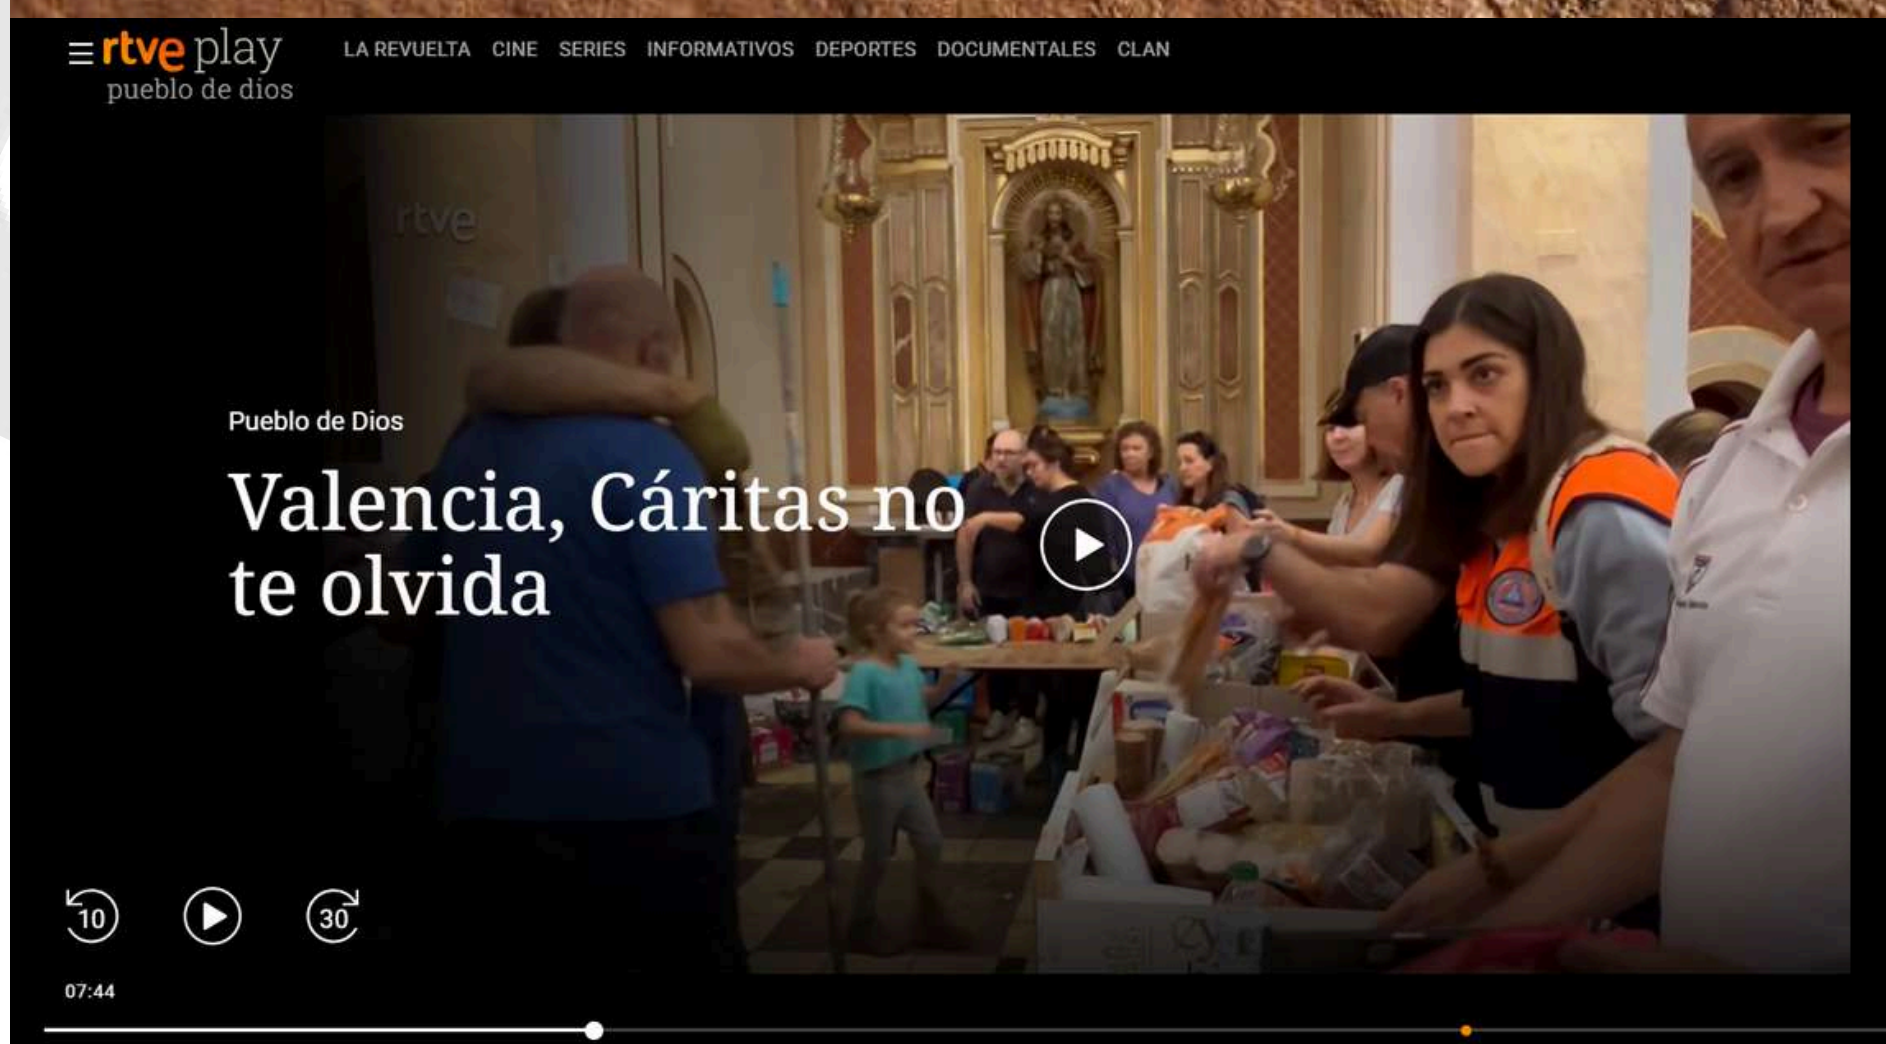 rtve play
pueblo de dios
LA REVUELTA CINE SERIES INFORMATIVOS DEPORTES DOCUMENTALES CLAN
rtve
Pueblo de Dios
Valencia, Cáritas no
te olvida
10
30
07:44